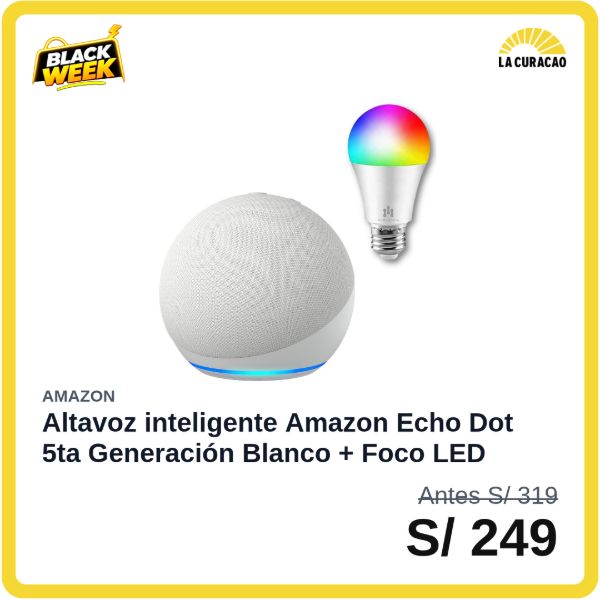 BLACK
WEEK
LA CURACAO
AMAZON
Altavoz inteligente Amazon Echo Dot
5ta Generación Blanco + Foco LED
Antes S/ 319
S/ 249